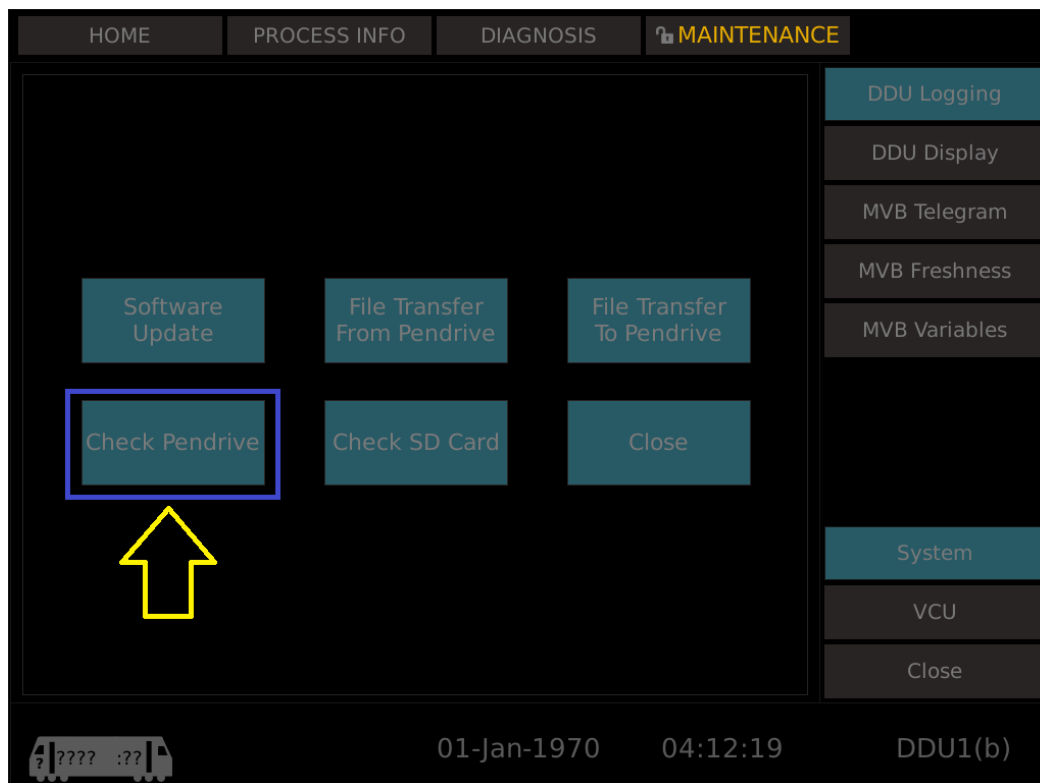 HOME
PROCESS INFO
DIAGNOSIS
MAINTENANCE
DDU Logging
DDU Display
MVB Telegram
MVB Freshness
MVB Variables
Software
Update
File Transfer
From Pendrive
File Transfer
To Pendrive
Check Pendrive
Check SD Card
Close
System
VCU
Close
? ???? :??
01-Jan-1970
04:12:19
DDU1(b)